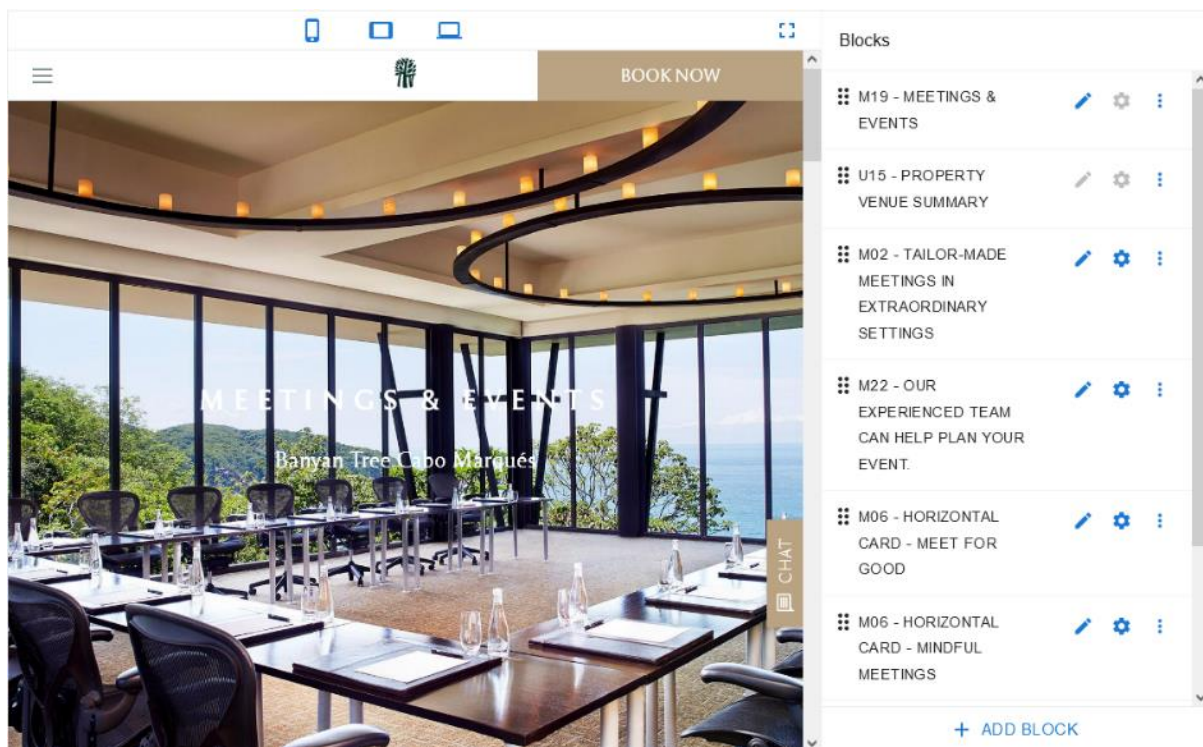 Blocks
BOOK NOW
MEETINGS & EVENTS
Banyan Tree Cabo Marqués
CHAT
M19 - MEETINGS &
EVENTS
U15 - PROPERTY
VENUE SUMMARY
M02 - TAILOR-MADE
MEETINGS IN
EXTRAORDINARY
SETTINGS
M22 - OUR
EXPERIENCED TEAM
CAN HELP PLAN YOUR
EVENT.
M06 - HORIZONTAL
CARD - MEET FOR
GOOD
M06 - HORIZONTAL
CARD - MINDFUL
MEETINGS
+ ADD BLOCK